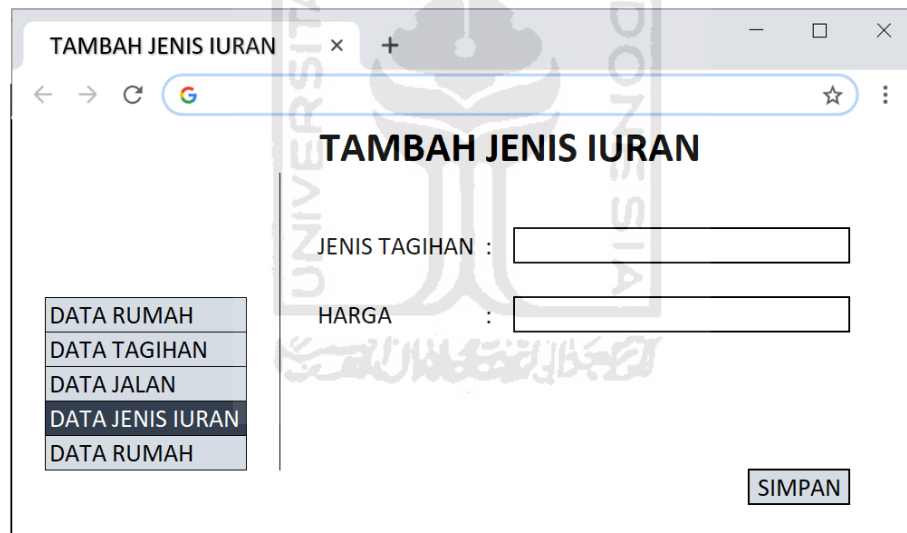 TAMBAH JENIS IURAN
TAMBAH JENIS IURAN
JENIS TAGIHAN :
HARGA :
DATA RUMAH
DATA TAGIHAN
DATA JALAN
DATA JENIS IURAN
DATA RUMAH
SIMPAN